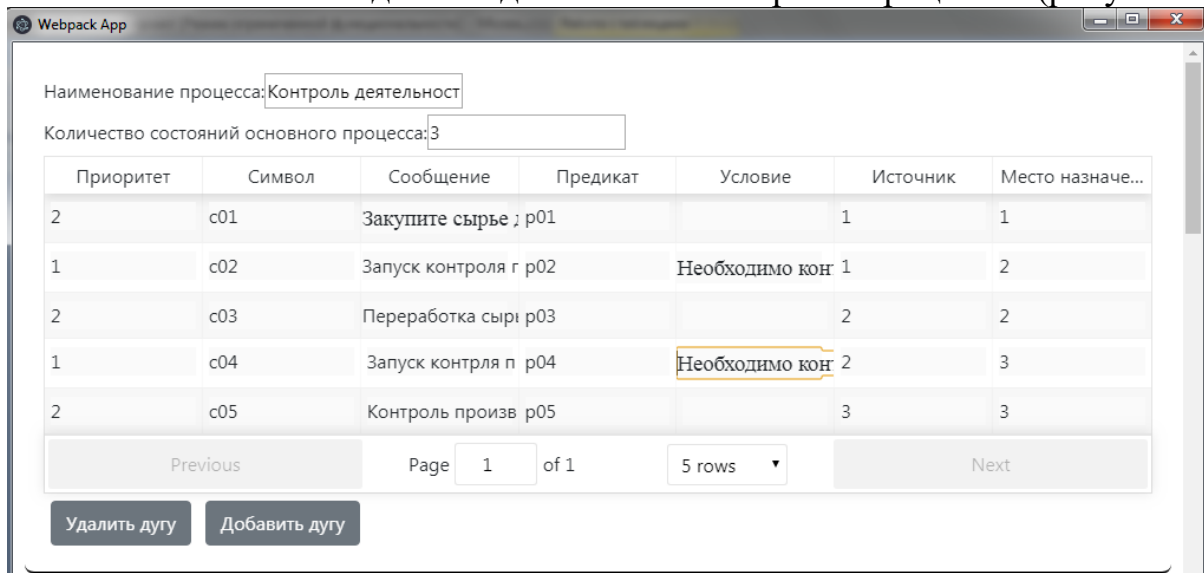 Webpack App
Наименование процесса: Контроль деятельност
Количество состояний основного процесса: 3
Приоритет Символ Сообщение Предикат Условие Источник Место назначе...
2 c01 Закупите сырье p01 1 1
1 c02 Запуск контроля п p02 Необходимо кон 1 2
2 c03 Переработка сырь p03 2 2
1 c04 Запуск контрля п p04 Необходимо кон 2 3
2 c05 Контроль произв p05 3 3
Previous Page 1 of 1 5 rows Next
Удалить дугу Добавить дугу